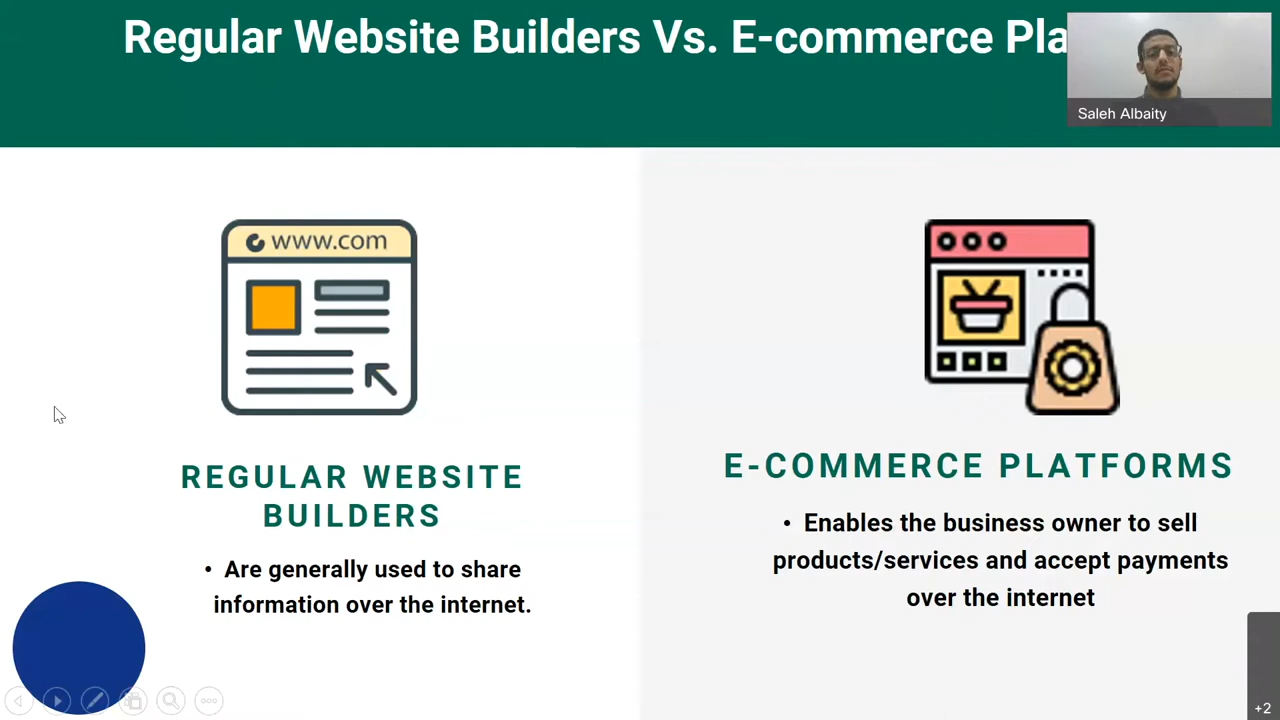 Regular Website Builders Vs. E-commerce Pla
Saleh Albaity
www.com
REGULAR WEBSITE
BUILDERS
• Are generally used to share
information over the internet.
E-COMMERCE PLATFORMS
• Enables the business owner to sell
products/services and accept payments
over the internet
+2